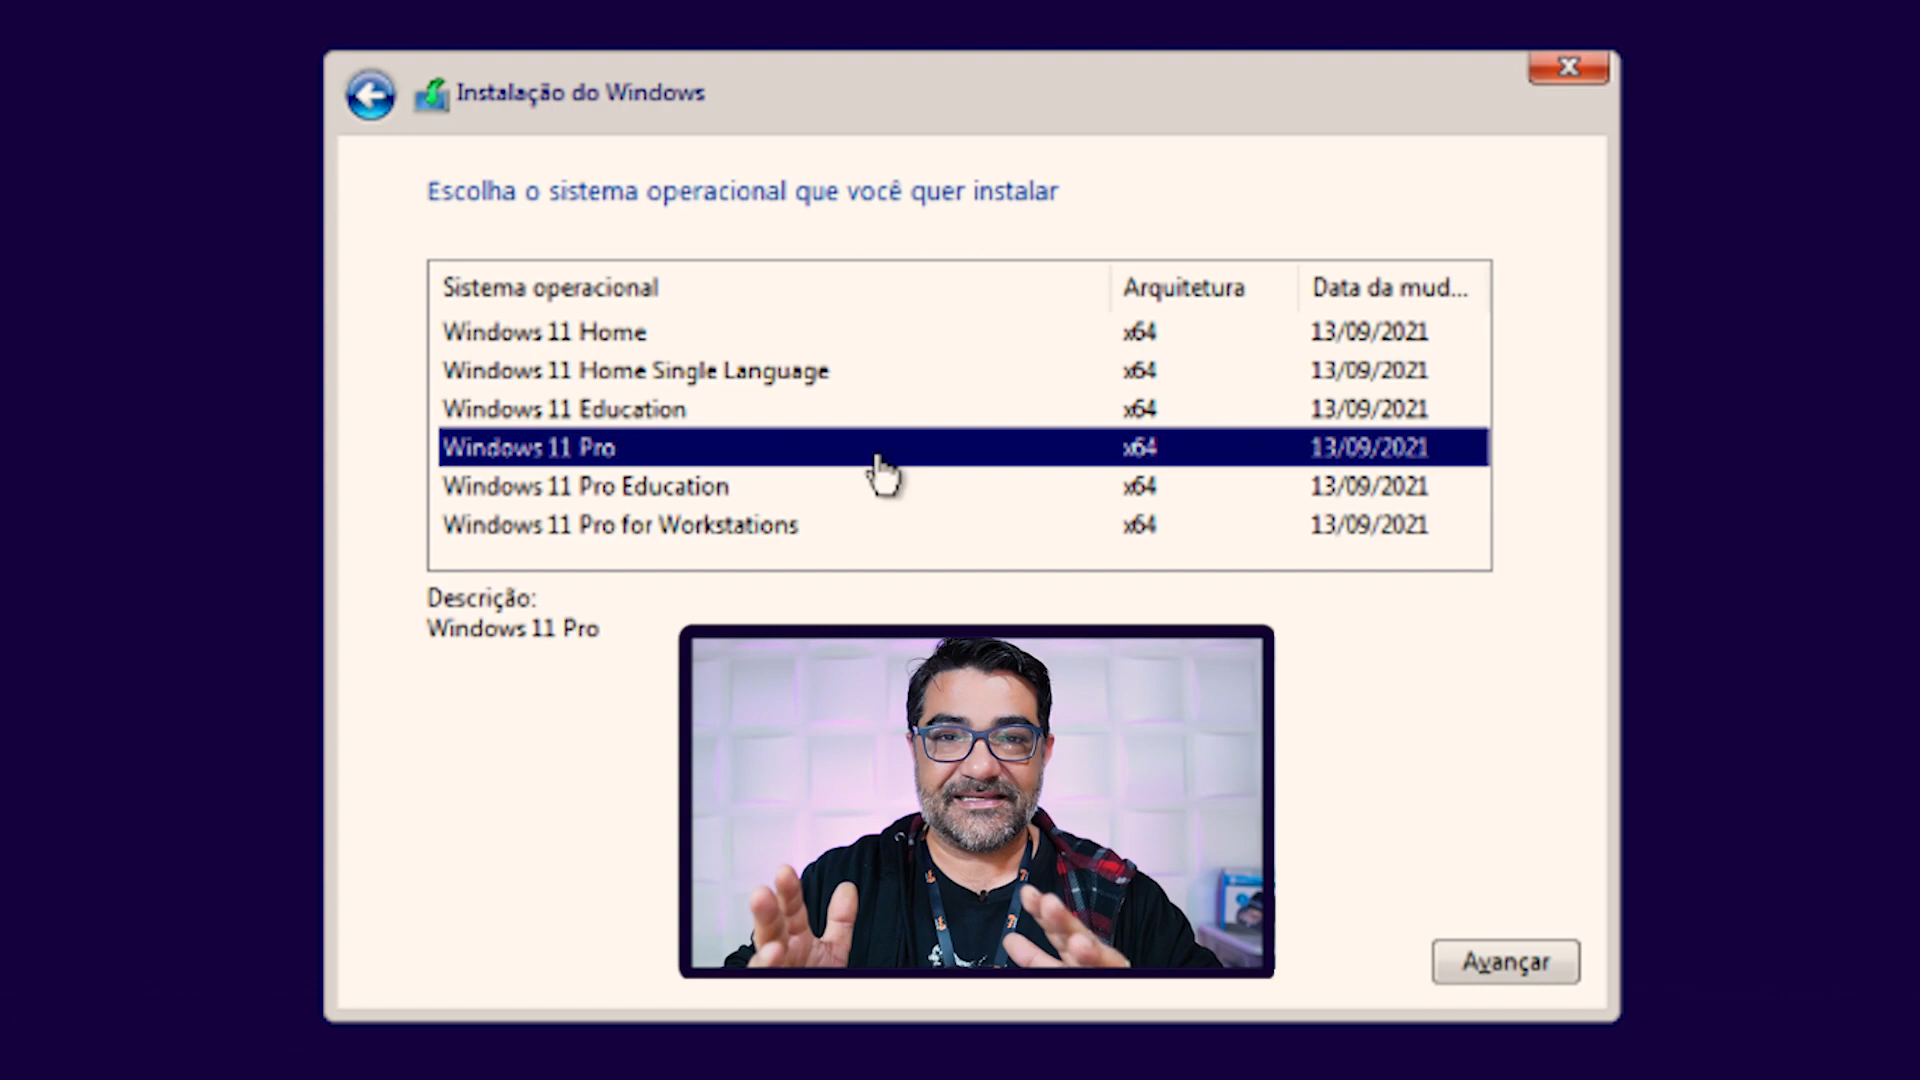 Instalação do Windows
x
Escolha o sistema operacional que você quer instalar
Sistema operacional Arquitetura Data da mud...
Windows 11 Home x64 13/09/2021
Windows 11 Home Single Language x64 13/09/2021
Windows 11 Education x64 13/09/2021
Windows 11 Pro x64 13/09/2021
Windows 11 Pro Education x64 13/09/2021
Windows 11 Pro for Workstations x64 13/09/2021
Descrição:
Windows 11 Pro
Avançar